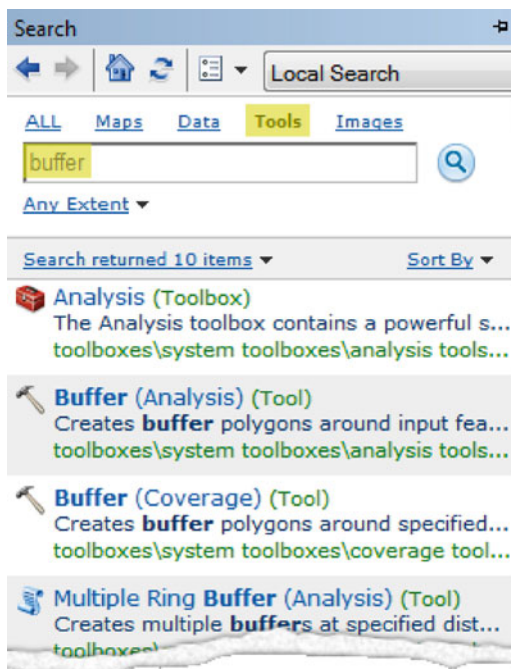 Search
Local Search
ALL Maps Data Tools Images
buffer
Any Extent
Search returned 10 items Sort By
Analysis (Toolbox)
The Analysis toolbox contains a powerful s...
toolboxes\system toolboxes\analysis tools...
Buffer (Analysis) (Tool)
Creates buffer polygons around input fea...
toolboxes\system toolboxes\analysis tools...
Buffer (Coverage) (Tool)
Creates buffer polygons around specified...
toolboxes\system toolboxes\coverage tool...
Multiple Ring Buffer (Analysis) (Tool)
Creates multiple buffers at specified dist...
toolboxes\